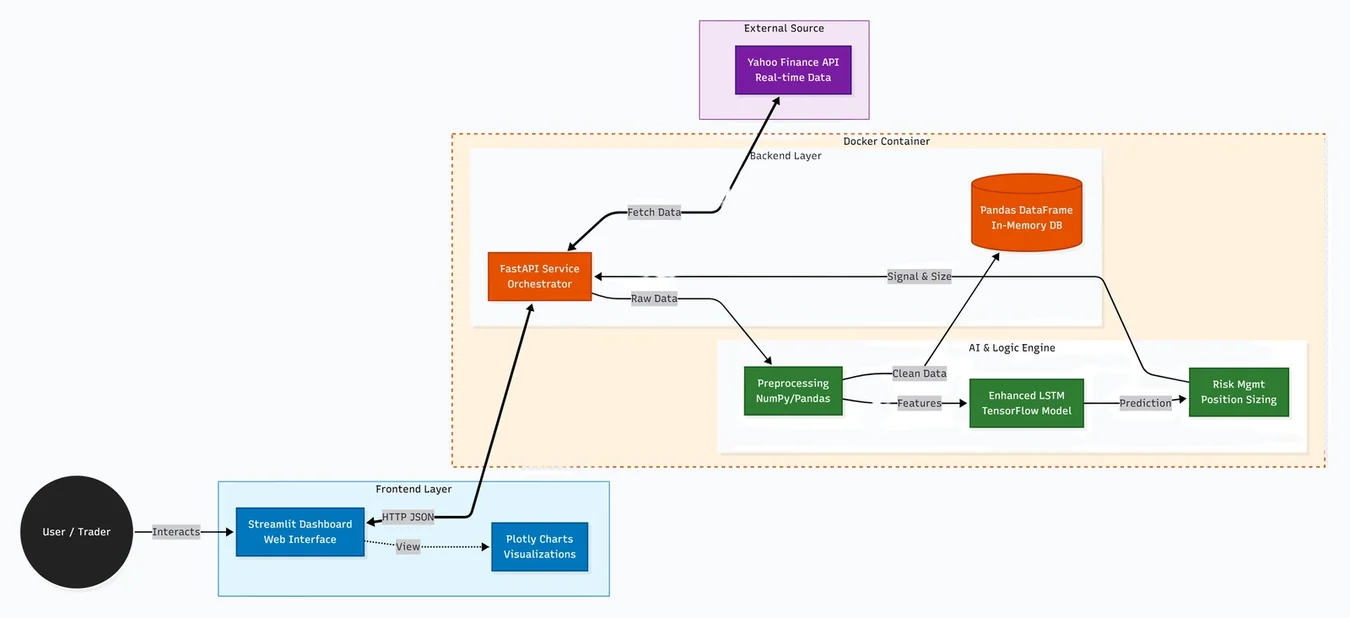 External Source
Yahoo Finance API
Real-time Data
Docker Container
Backend Layer
Pandas DataFrame
In-Memory DB
Fetch Data
FastAPI Service
Orchestrator
Signal & Size
Raw Data
AI & Logic Engine
Preprocessing
NumPy/Pandas
Clean Data
Features
Enhanced LSTM
TensorFlow Model
Prediction
Risk Mgmt
Position Sizing
Frontend Layer
User / Trader
Interacts
Streamlit Dashboard
Web Interface
HTTP JSON
View
Plotly Charts
Visualizations